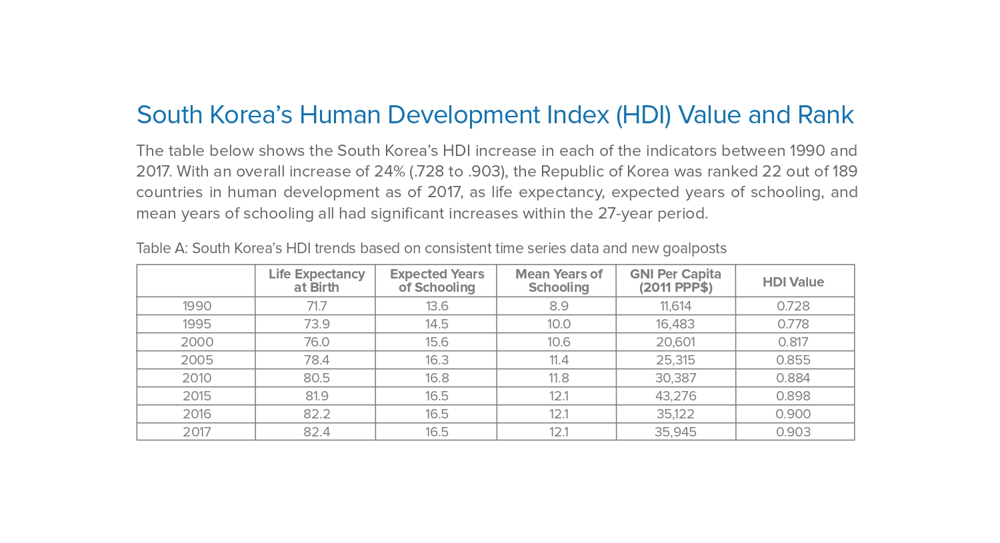 South Korea's Human Development Index (HDI) Value and Rank
The table below shows the South Korea's HDI increase in each of the indicators between 1990 and
2017. With an overall increase of 24% (.728 to .903), the Republic of Korea was ranked 22 out of 189
countries in human development as of 2017, as life expectancy, expected years of schooling, and
mean years of schooling all had significant increases within the 27-year period.
Table A: South Korea's HDI trends based on consistent time series data and new goalposts
Life Expectancy at Birth Expected Years of Schooling Mean Years of Schooling GNI Per Capita (2011 PPP$) HDI Value
1990 71.7 13.6 8.9 11,614 0.728
1995 73.9 14.5 10.0 16,483 0.778
2000 76.0 15.6 10.6 20,601 0.817
2005 78.4 16.3 11.4 25,315 0.855
2010 80.5 16.8 11.8 30,387 0.884
2015 81.9 16.5 12.1 43,276 0.898
2016 82.2 16.5 12.1 35,122 0.900
2017 82.4 16.5 12.1 35,945 0.903